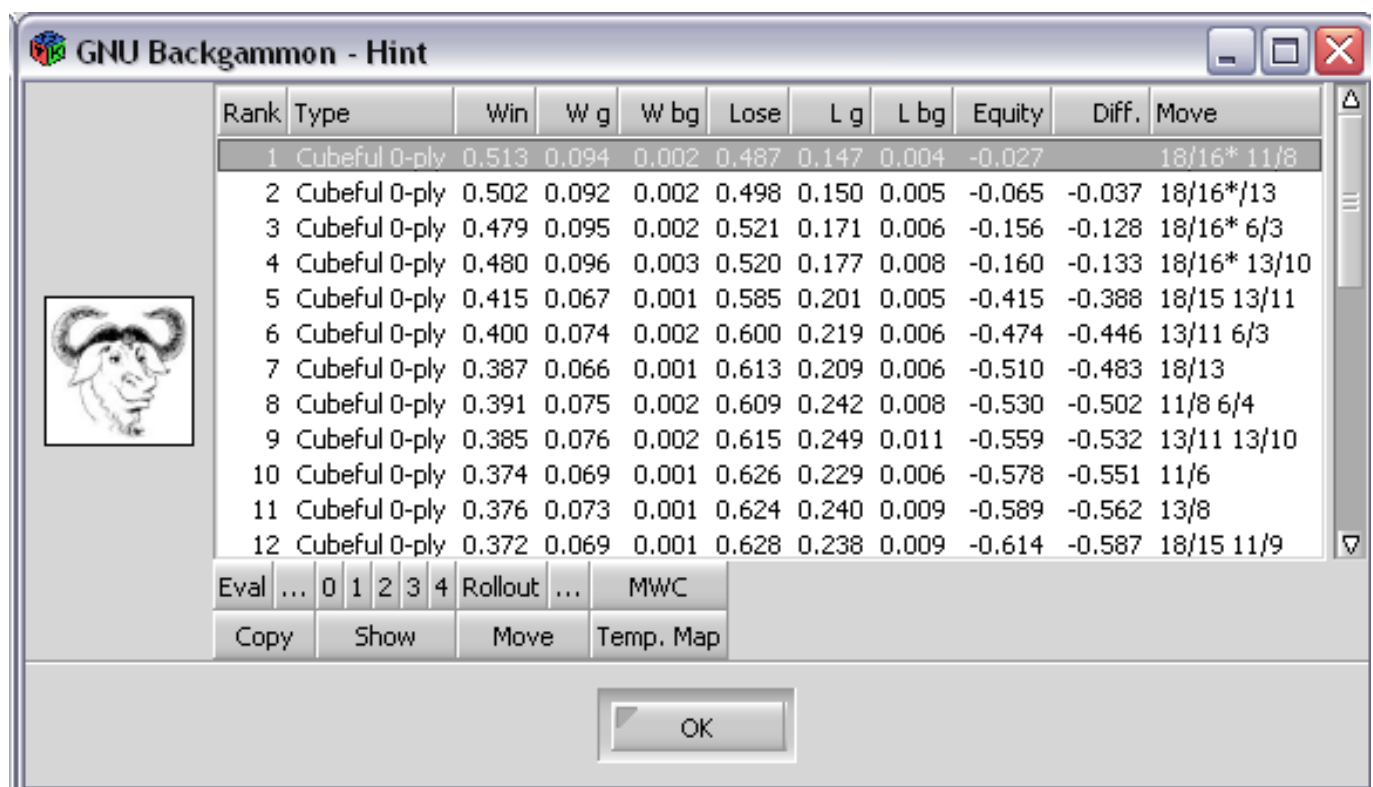 GNU Backgammon - Hint
Rank Type Win W g W bg Lose L g L bg Equity Diff. Move
1 Cubeful 0-ply 0.513 0.094 0.002 0.487 0.147 0.004 -0.027 18/16* 11/8
2 Cubeful 0-ply 0.502 0.092 0.002 0.498 0.150 0.005 -0.065 -0.037 18/16*/13
3 Cubeful 0-ply 0.479 0.095 0.002 0.521 0.171 0.006 -0.156 -0.128 18/16* 6/3
4 Cubeful 0-ply 0.480 0.096 0.003 0.520 0.177 0.008 -0.160 -0.133 18/16* 13/10
5 Cubeful 0-ply 0.415 0.067 0.001 0.585 0.201 0.005 -0.415 -0.388 18/15 13/11
6 Cubeful 0-ply 0.400 0.074 0.002 0.600 0.219 0.006 -0.474 -0.446 13/11 6/3
7 Cubeful 0-ply 0.387 0.066 0.001 0.613 0.209 0.006 -0.510 -0.483 18/13
8 Cubeful 0-ply 0.391 0.075 0.002 0.609 0.242 0.008 -0.530 -0.502 11/8 6/4
9 Cubeful 0-ply 0.385 0.076 0.002 0.615 0.249 0.011 -0.559 -0.532 13/11 13/10
10 Cubeful 0-ply 0.374 0.069 0.001 0.626 0.229 0.006 -0.578 -0.551 11/6
11 Cubeful 0-ply 0.376 0.073 0.001 0.624 0.240 0.009 -0.589 -0.562 13/8
12 Cubeful 0-ply 0.372 0.069 0.001 0.628 0.238 0.009 -0.614 -0.587 18/15 11/9
Eval ... 0 1 2 3 4 Rollout ... MWC
Copy Show Move Temp. Map
OK